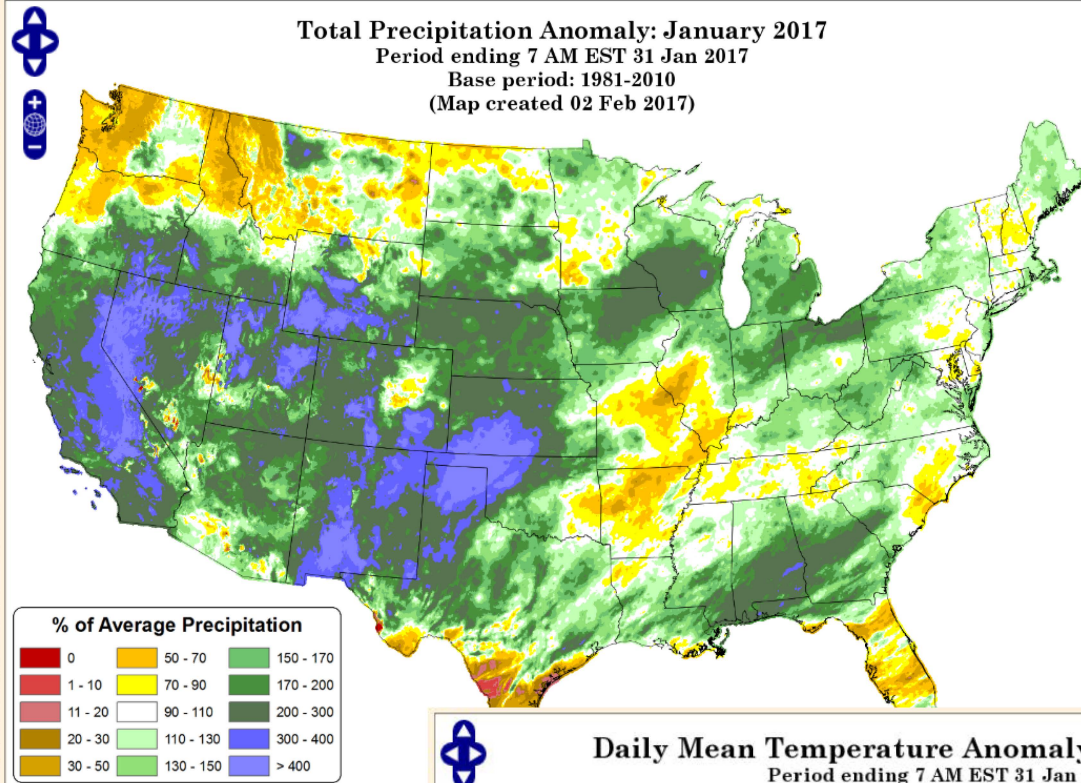 Total Precipitation Anomaly: January 2017
Period ending 7 AM EST 31 Jan 2017
Base period: 1981-2010
(Map created 02 Feb 2017)
% of Average Precipitation
0
1 - 10
11 - 20
20 - 30
30 - 50
50 - 70
70 - 90
90 - 110
110 - 130
130 - 150
150 - 170
170 - 200
200 - 300
300 - 400
> 400
Daily Mean Temperature Anomaly
Period ending 7 AM EST 31 Jan